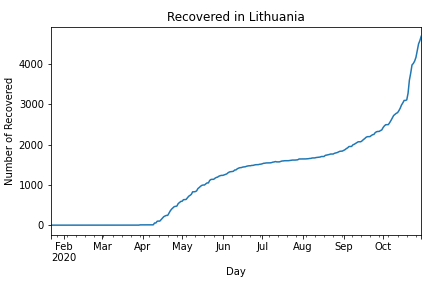 Recovered in Lithuania
Number of Recovered
4000
3000
2000
1000
0
Feb Mar Apr May Jun Jul Aug Sep Oct
2020
Day